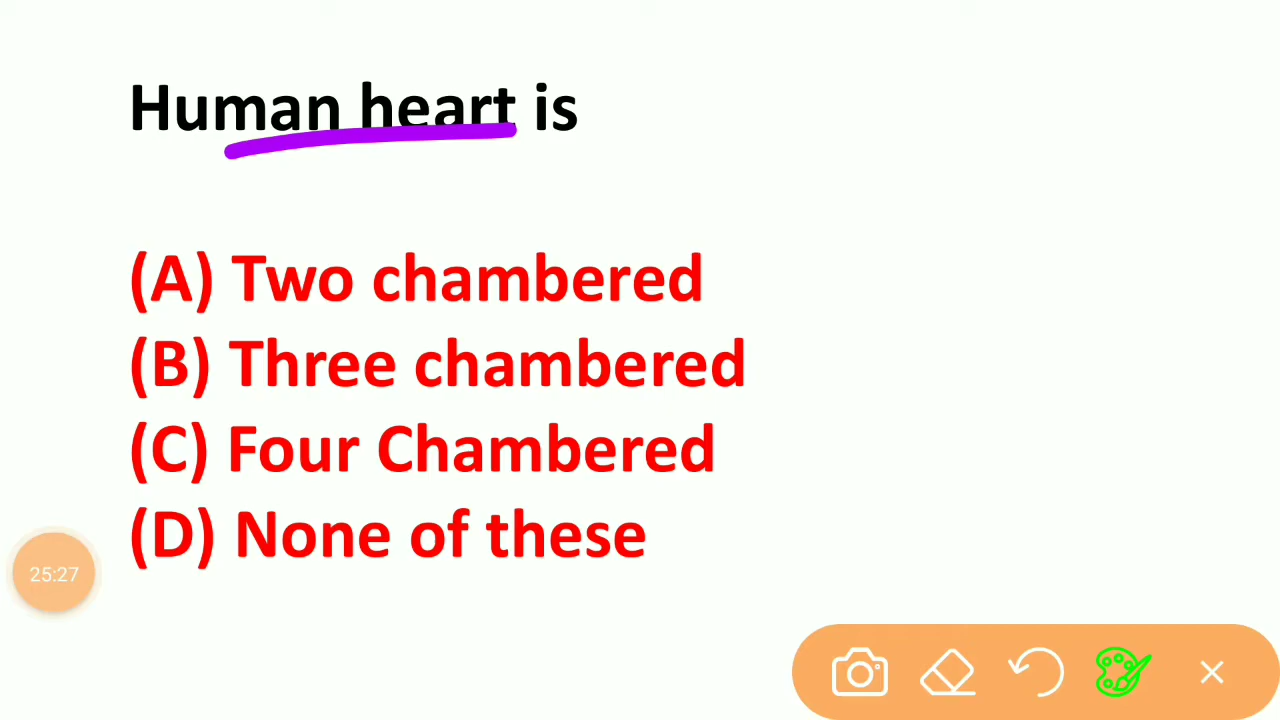 Human heart is
(A) Two chambered
(B) Three chambered
(C) Four Chambered
(D) None of these
25:27